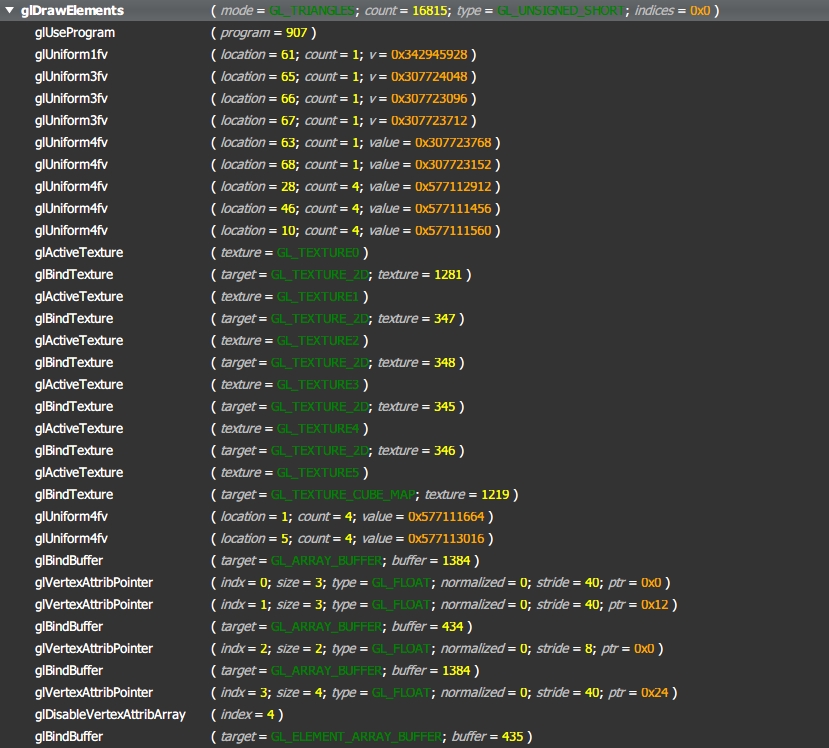 ▼ glDrawElements ( mode = GL_TRIANGLES; count = 16815; type = GL_UNSIGNED_SHORT; indices = 0x0 )
glUseProgram ( program = 907 )
glUniform1fv ( location = 61; count = 1; v = 0x342945928 )
glUniform3fv ( location = 65; count = 1; v = 0x307724048 )
glUniform3fv ( location = 66; count = 1; v = 0x307723096 )
glUniform3fv ( location = 67; count = 1; v = 0x307723712 )
glUniform4fv ( location = 63; count = 1; value = 0x307723768 )
glUniform4fv ( location = 68; count = 1; value = 0x307723152 )
glUniform4fv ( location = 28; count = 4; value = 0x577112912 )
glUniform4fv ( location = 46; count = 4; value = 0x577111456 )
glUniform4fv ( location = 10; count = 4; value = 0x577111560 )
glActiveTexture ( texture = GL_TEXTURE0 )
glBindTexture ( target = GL_TEXTURE_2D; texture = 1281 )
glActiveTexture ( texture = GL_TEXTURE1 )
glBindTexture ( target = GL_TEXTURE_2D; texture = 347 )
glActiveTexture ( texture = GL_TEXTURE2 )
glBindTexture ( target = GL_TEXTURE_2D; texture = 348 )
glActiveTexture ( texture = GL_TEXTURE3 )
glBindTexture ( target = GL_TEXTURE_2D; texture = 345 )
glActiveTexture ( texture = GL_TEXTURE4 )
glBindTexture ( target = GL_TEXTURE_2D; texture = 346 )
glActiveTexture ( texture = GL_TEXTURE5 )
glBindTexture ( target = GL_TEXTURE_CUBE_MAP; texture = 1219 )
glUniform4fv ( location = 1; count = 4; value = 0x577111664 )
glUniform4fv ( location = 5; count = 4; value = 0x577113016 )
glBindBuffer ( target = GL_ARRAY_BUFFER; buffer = 1384 )
glVertexAttribPointer ( indx = 0; size = 3; type = GL_FLOAT; normalized = 0; stride = 40; ptr = 0x0 )
glVertexAttribPointer ( indx = 1; size = 3; type = GL_FLOAT; normalized = 0; stride = 40; ptr = 0x12 )
glBindBuffer ( target = GL_ARRAY_BUFFER; buffer = 434 )
glVertexAttribPointer ( indx = 2; size = 2; type = GL_FLOAT; normalized = 0; stride = 8; ptr = 0x0 )
glBindBuffer ( target = GL_ARRAY_BUFFER; buffer = 1384 )
glVertexAttribPointer ( indx = 3; size = 4; type = GL_FLOAT; normalized = 0; stride = 40; ptr = 0x24 )
glDisableVertexAttribArray ( index = 4 )
glBindBuffer ( target = GL_ELEMENT_ARRAY_BUFFER; buffer = 435 )